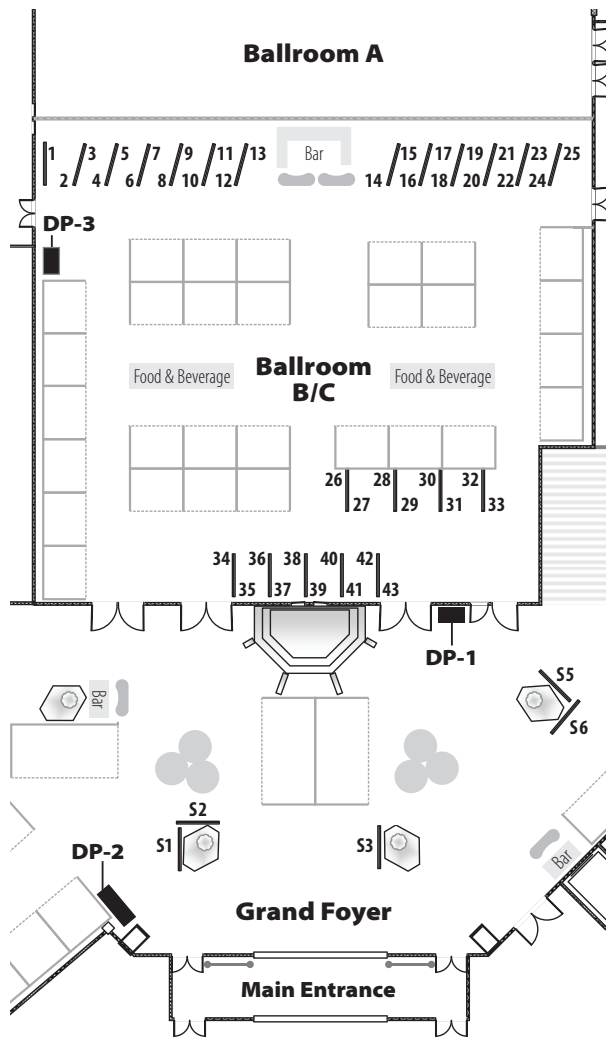 Ballroom A
Bar
1 3 5 7 9 11 13 15 17 19 21 23 25
2 4 6 8 10 12 14 16 18 20 22 24
DP-3
Food & Beverage
Ballroom
B/C
Food & Beverage
26 28 30 32
27 29 31 33
34 36 38 40 42
35 37 39 41 43
DP-1
S5
Bar
S6
S2
S1
S3
DP-2
Bar
Grand Foyer
Main Entrance